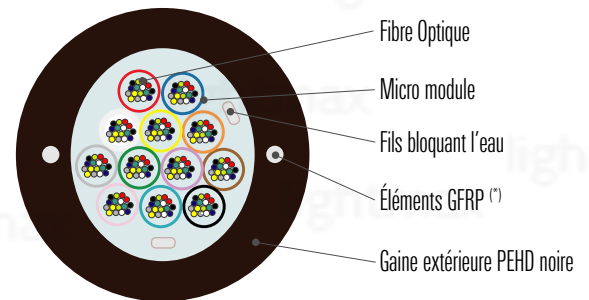 Fibre Optique
Micro module
Fils bloquant l'eau
Éléments GFRP (*)
Gaine extérieure PEHD noire